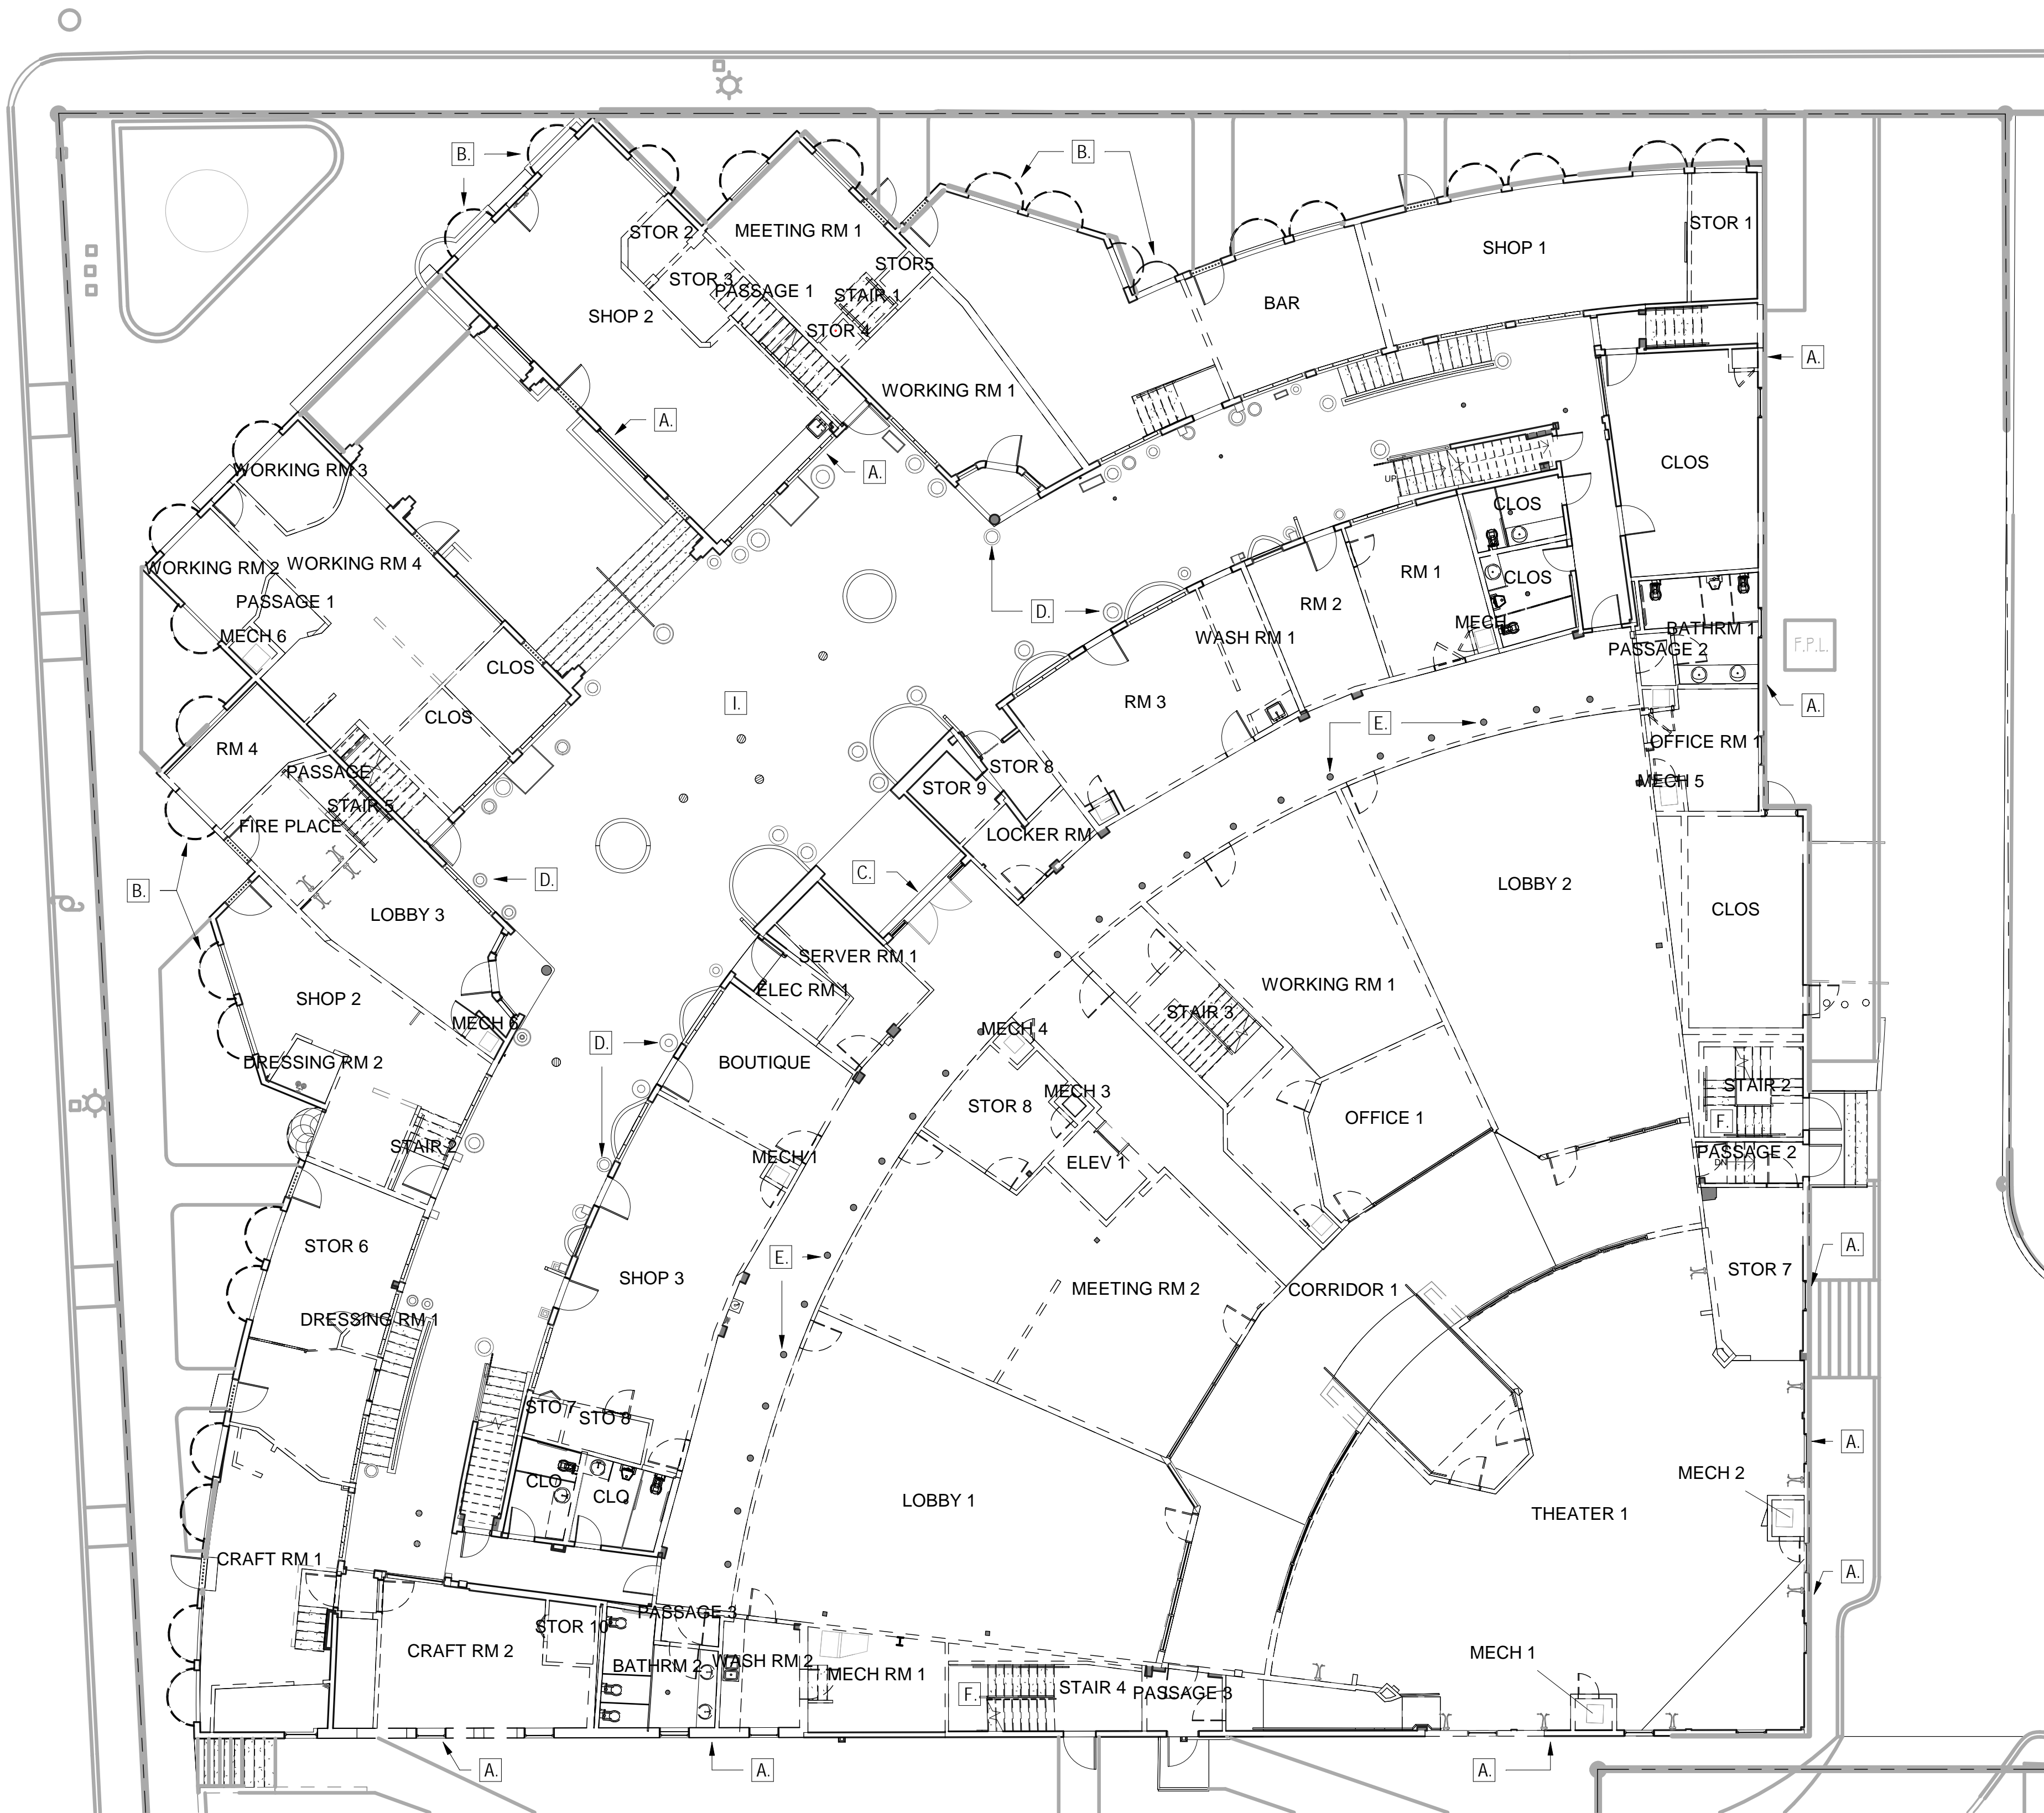 B.
B.
STOR 2
MEETING RM 1
STOR 1
SHOP 1
STOR 3
STOR5
PASSAGE 1
STAIR 1
BAR
SHOP 2
STOR 4
A.
WORKING RM 1
A.
A.
CLOS
WORKING RM 3
UP
CLOS
WORKING RM 2
WORKING RM 4
RM 1
CLOS
PASSAGE 1
D.
RM 2
MECH
MECH 6
WASH RM 1
BATHRM 1
F.P.L.
PASSAGE 2
CLOS
CLOS
I.
RM 3
E.
A.
RM 4
OFFICE RM 1
PASSAGE
STOR 8
STOR 9
MECH 5
STAIR 5
FIRE PLACE
LOCKER RM
B.
D.
C.
LOBBY 2
LOBBY 3
CLOS
SERVER RM 1
WORKING RM 1
ELEC RM 1
SHOP 2
STAIR 3
MECH 6
MECH 4
D.
DRESSING RM 2
BOUTIQUE
MECH 3
STAIR 2
STOR 8
OFFICE 1
F.
STAIR 2
MECH 1
ELEV 1
PASSAGE 2
DN
STOR 6
E.
A.
SHOP 3
STOR 7
MEETING RM 2
CORRIDOR 1
DRESSING RM 1
STO 7
STO 8
A.
MECH 2
CLO
CLO
LOBBY 1
THEATER 1
CRAFT RM 1
A.
PASSAGE 3
STOR 10
CRAFT RM 2
MECH 1
BATHRM 2
WASH RM 2
MECH RM 1
F.
STAIR 4
PASSAGE 3
A.
A.
A.